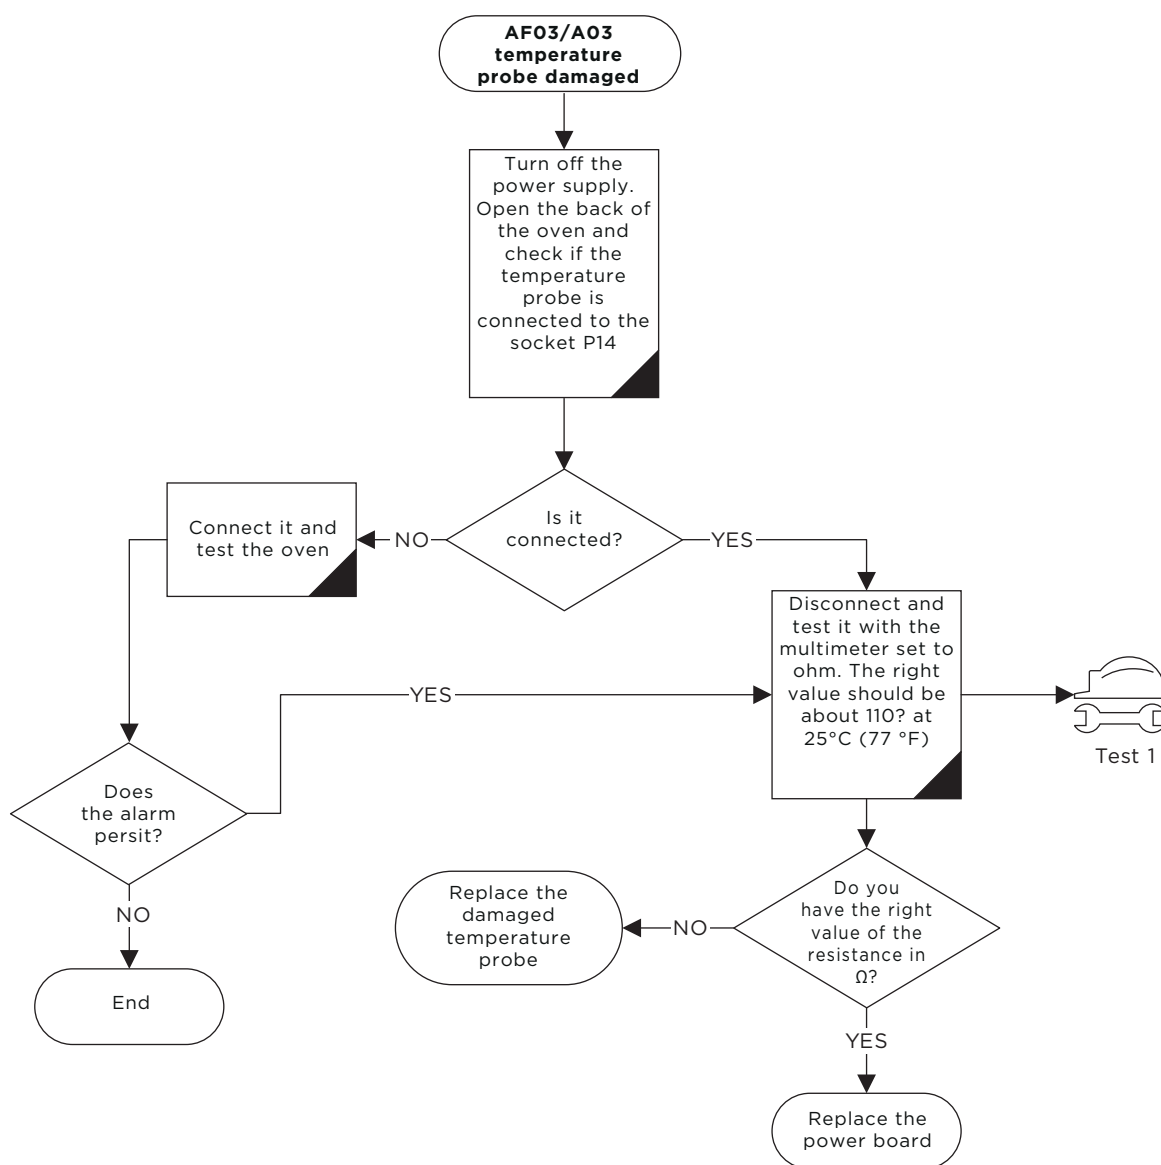 AF03/A03
temperature
probe damaged
Turn off the
power supply.
Open the back of
the oven and
check if the
temperature
probe is
connected to the
socket P14
Is it
connected?
NO
YES
Connect it and
test the oven
Disconnect and
test it with the
multimeter set to
ohm. The right
value should be
about 110? at
25°C (77 °F)
YES
Test 1
Does
the alarm
persit?
NO
End
Do you
have the right
value of the
resistance in
Ω?
NO
Replace the
damaged
temperature
probe
YES
Replace the
power board